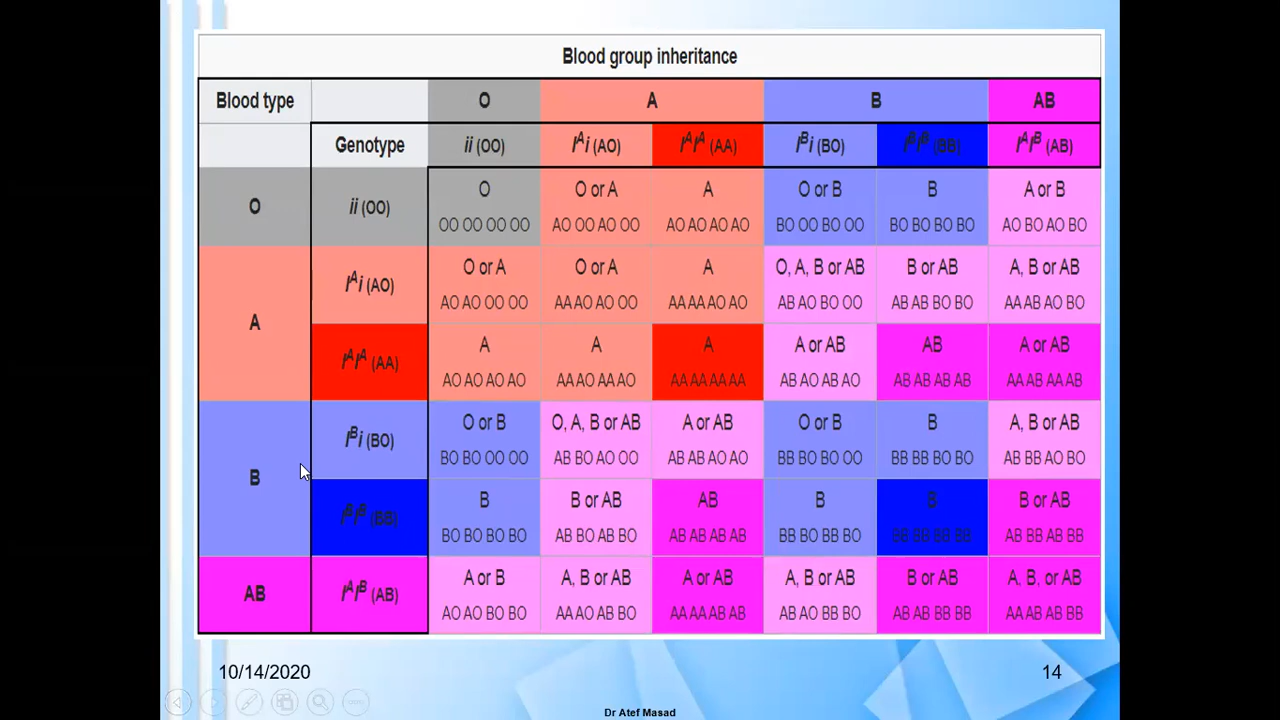 Blood group inheritance
Blood type O A B AB
Genotype ii (OO) IAi (AO) IAIA (AA) IBi (BO) IBIB (BB) IAIB (AB)
O ii (OO) O O or A A O or B B A or B
OO OO OO OO AO OO AO OO AO AO AO AO BO OO BO OO BO BO BO BO AO BO AO BO
A
IAi (AO) O or A O or A A O, A, B or AB B or AB A, B or AB
AO AO OO OO AA AO AO OO AA AA AO AO AB AO BO OO AB AB BO BO AA AB AO BO
IAIA (AA) A A A A or AB AB A or AB
AO AO AO AO AA AO AA AO AA AA AA AA AB AO AB AO AB AB AB AB AA AB AA AB
B
IBi (BO) O or B O, A, B or AB A or AB O or B B A, B or AB
BO BO OO OO AB BO AO OO AB AB AO AO BB BO BO OO BB BB BO BO AB BB AO BO
IBIB (BB) B B or AB AB B B B or AB
BO BO BO BO AB BO AB BO AB AB AB AB BB BO BB BO BB BB BB BB AB BB AB BB
AB IAIB (AB) A or B A, B or AB A or AB A, B or AB B or AB A, B, or AB
AO AO BO BO AA AO AB BO AA AA AB AB AB AO BB BO AB AB BB BB AA AB AB BB
10/14/2020 14
Dr Atef Masad